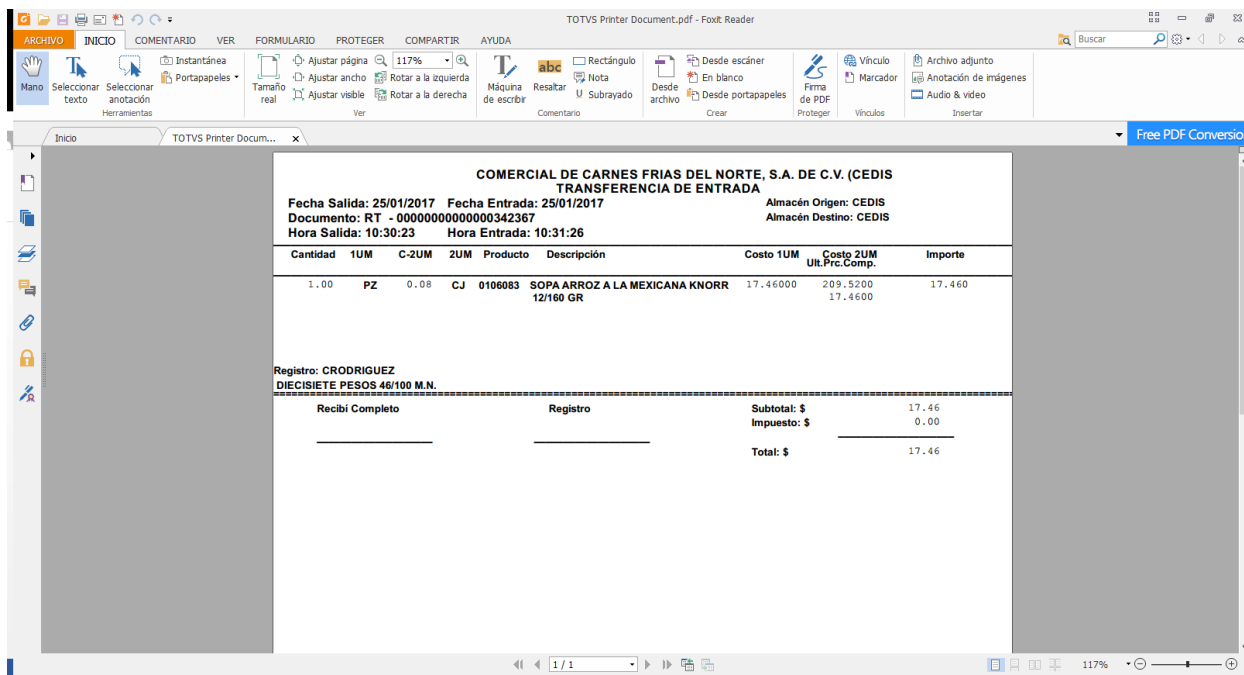 TOTVS Printer Document.pdf - Foxit Reader
ARCHIVO INICIO COMENTARIO VER FORMULARIO PROTEGER COMPARTIR AYUDA Buscar
Mano
Seleccionar texto
Seleccionar anotación
Instantánea
Portapapeles
Herramientas
Tamaño real
Ajustar página
Ajustar ancho
Ajustar visible
117%
Rotar a la izquierda
Rotar a la derecha
Ver
Máquina de escribir
abc
Resaltar
Rectángulo
Nota
U Subrayado
Comentario
Desde archivo
Desde escáner
En blanco
Desde portapapeles
Crear
Firma de PDF
Proteger
Vínculo
Marcador
Vínculos
Archivo adjunto
Anotación de imágenes
Audio & video
Insertar
Inicio TOTVS Printer Docum... x Free PDF Conversio
COMERCIAL DE CARNES FRIAS DEL NORTE, S.A. DE C.V. (CEDIS
TRANSFERENCIA DE ENTRADA
Fecha Salida: 25/01/2017 Fecha Entrada: 25/01/2017 Almacén Origen: CEDIS
Documento: RT - 00000000000000342367 Almacén Destino: CEDIS
Hora Salida: 10:30:23 Hora Entrada: 10:31:26
Cantidad 1UM C-2UM 2UM Producto Descripción Costo 1UM Costo 2UM Importe
Ult.Prc.Comp.
1.00 PZ 0.08 CJ 0106083 SOPA ARROZ A LA MEXICANA KNORR 17.46000 209.5200 17.460
12/160 GR 17.4600
Registro: CRODRIGUEZ
DIECISIETE PESOS 46/100 M.N.
Recibí Completo Registro Subtotal: $ 17.46
Impuesto: $ 0.00
Total: $ 17.46
1 / 1 117%